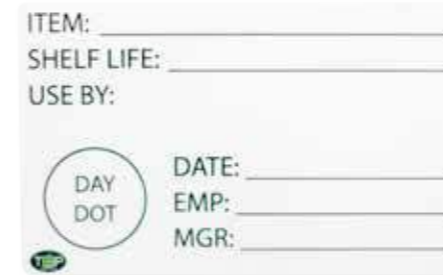 ITEM:
SHELF LIFE:
USE BY:
DAY
DOT
DATE:
EMP:
MGR: